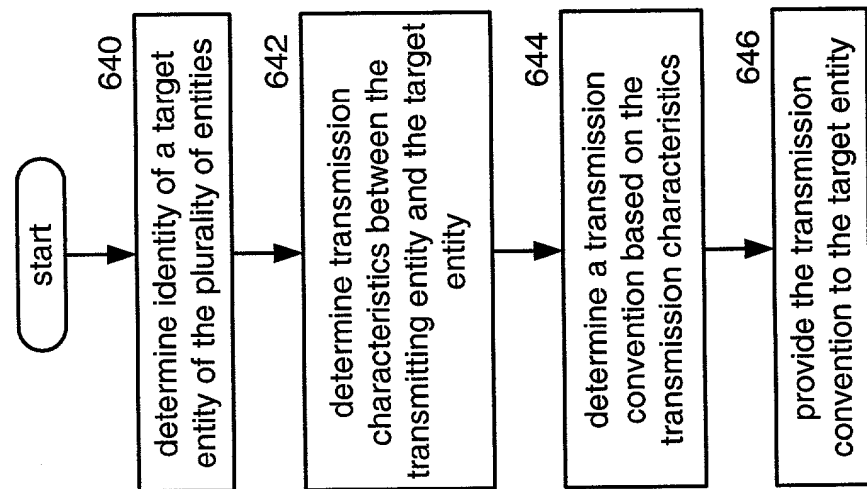 start
640
determine identity of a target
entity of the plurality of entities
642
determine transmission
characteristics between the
transmitting entity and the target
entity
644
determine a transmission
convention based on the
transmission characteristics
646
provide the transmission
convention to the target entity